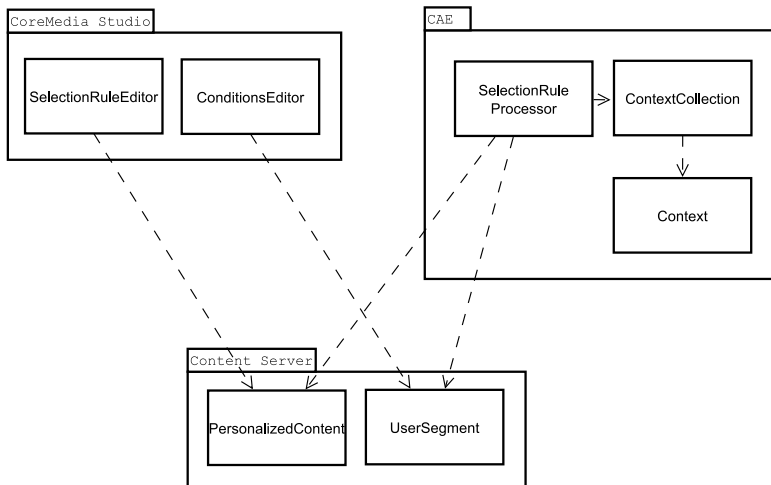 CoreMedia Studio
CAE
SelectionRuleEditor
ConditionsEditor
SelectionRule
Processor
ContextCollection
Context
Content Server
PersonalizedContent
UserSegment